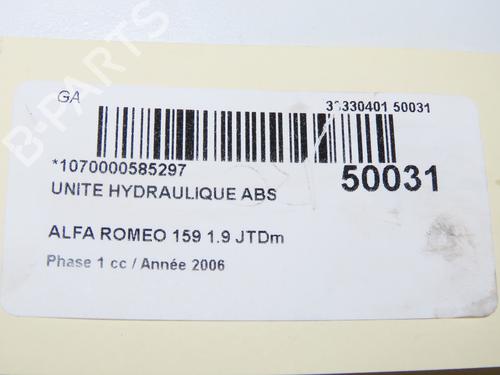 B-PARTS
GA
33330401 50031
*1070000585297
50031
UNITE HYDRAULIQUE ABS
ALFA ROMEO 159 1.9 JTDm
Phase 1 cc / Année 2006